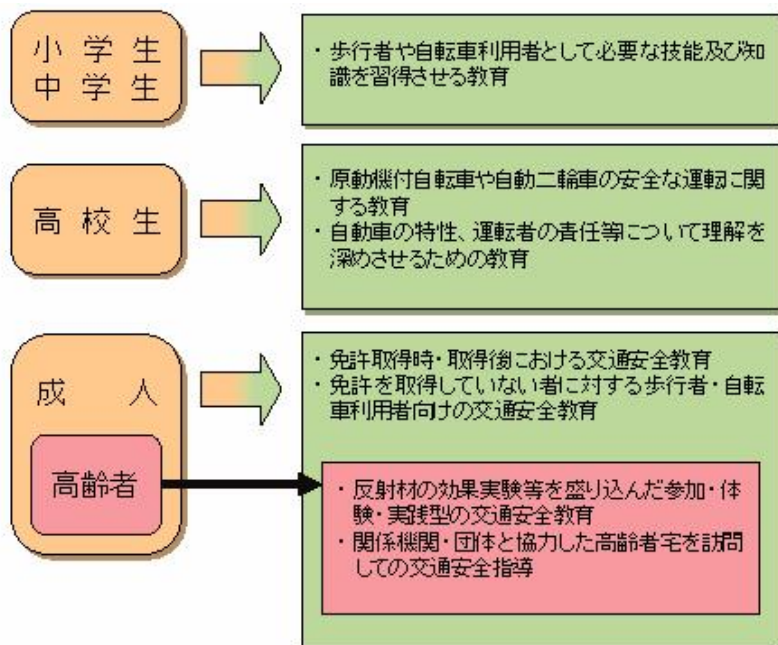 小学生
中学生
・歩行者や自転車利用者として必要な技能及び知
識を習得させる教育
高校生
・原動機付自転車や自動二輪車の安全な運転に関
する教育
・自動車の特性、運転者の責任等について理解を
深めさせるための教育
成人
・免許取得時・取得後における交通安全教育
・免許を取得していない者に対する歩行者・自転
車利用者向けの交通安全教育
高齢者
・反射材の効果実験等を盛り込んだ参加・体
験・実践型の交通安全教育
・関係機関・団体と協力した高齢者宅を訪問
しての交通安全指導